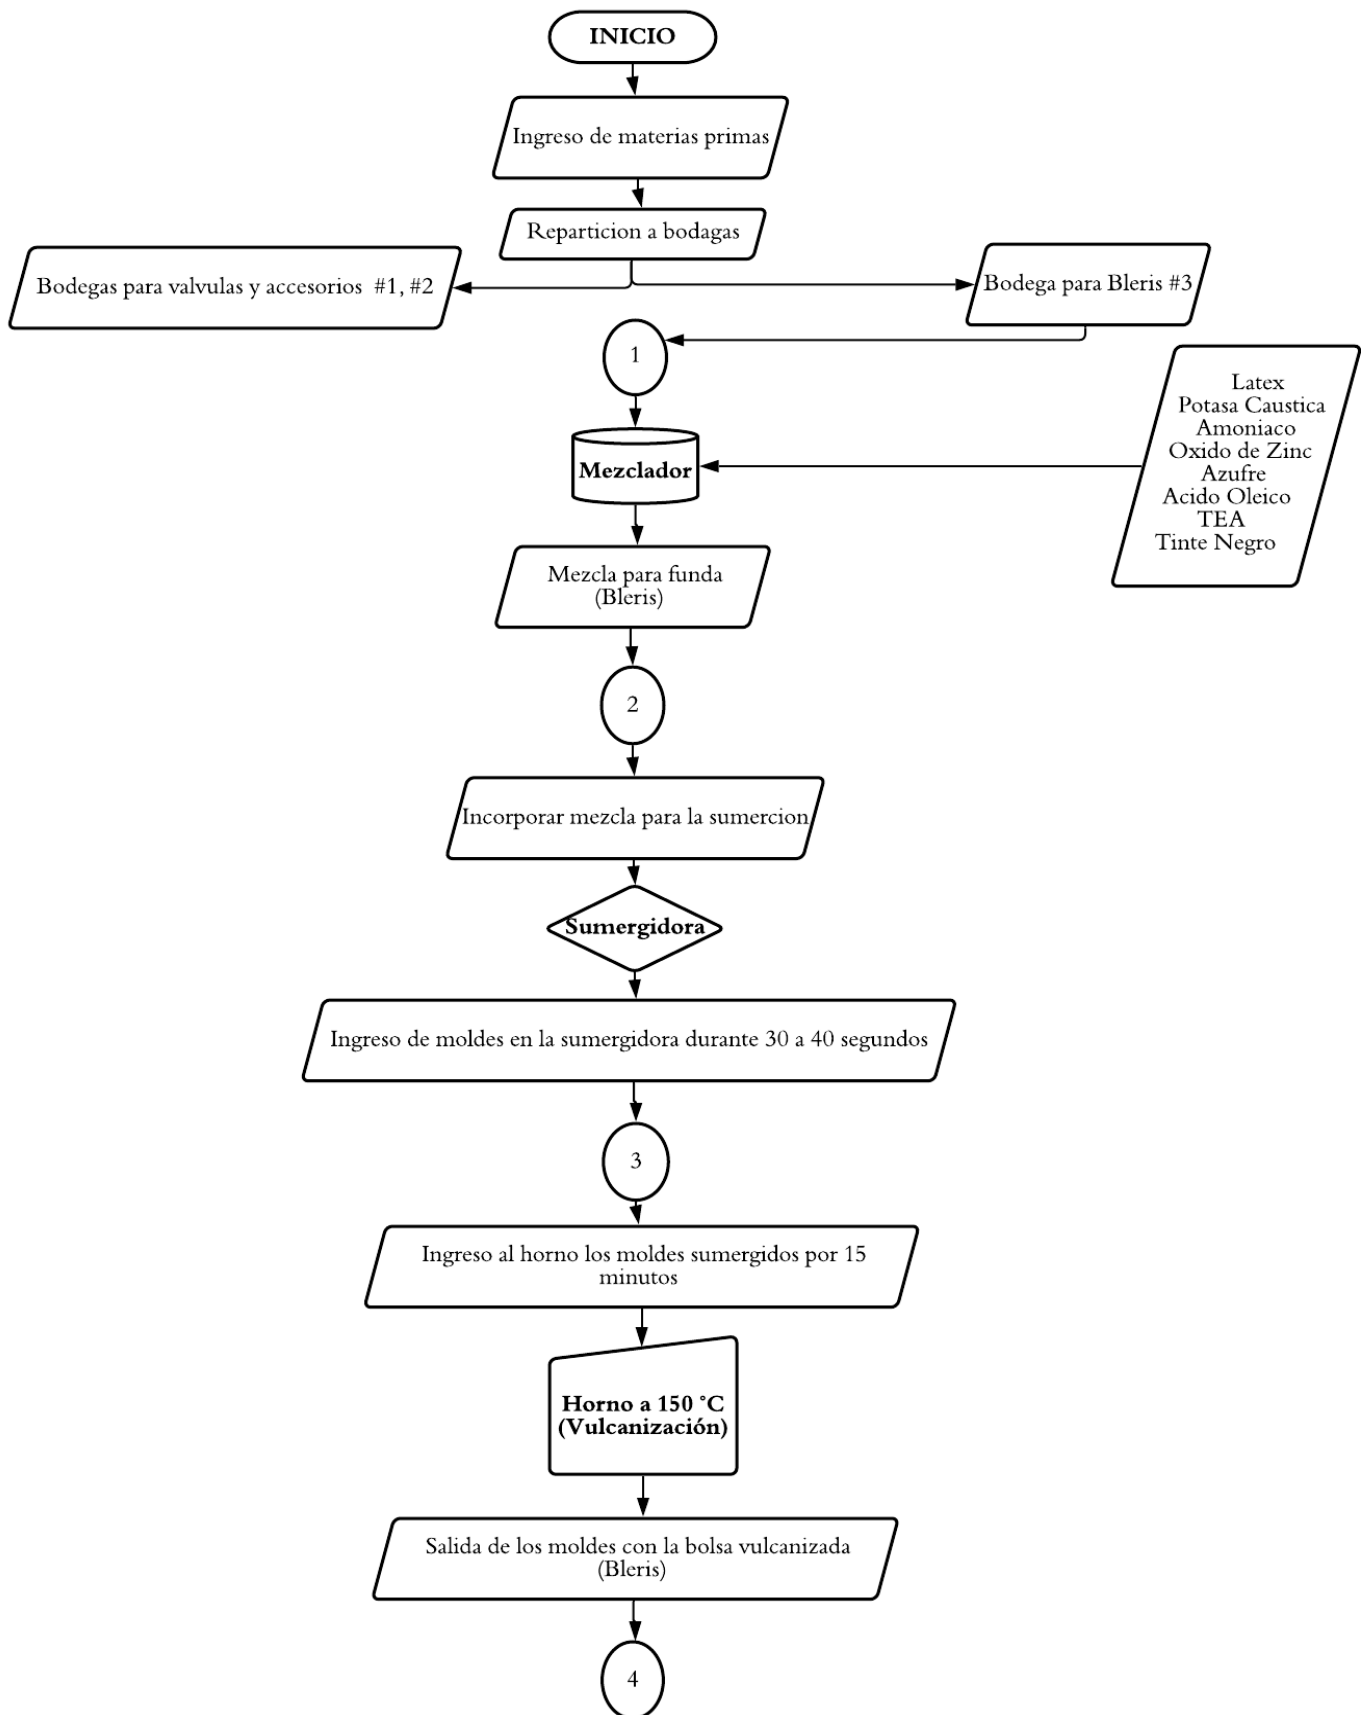 INICIO
Ingreso de materias primas
Reparticion a bodagas
Bodegas para valvulas y accesorios #1, #2
Bodega para Bleris #3
1
Latex
Potasa Caustica
Amoniaco
Oxido de Zinc
Azufre
Acido Oleico
TEA
Tinte Negro
Mezclador
Mezcla para funda
(Bleris)
2
Incorporar mezcla para la sumercion
Sumergidora
Ingreso de moldes en la sumergidora durante 30 a 40 segundos
3
Ingreso al horno los moldes sumergidos por 15
minutos
Horno a 150 °C
(Vulcanización)
Salida de los moldes con la bolsa vulcanizada
(Bleris)
4